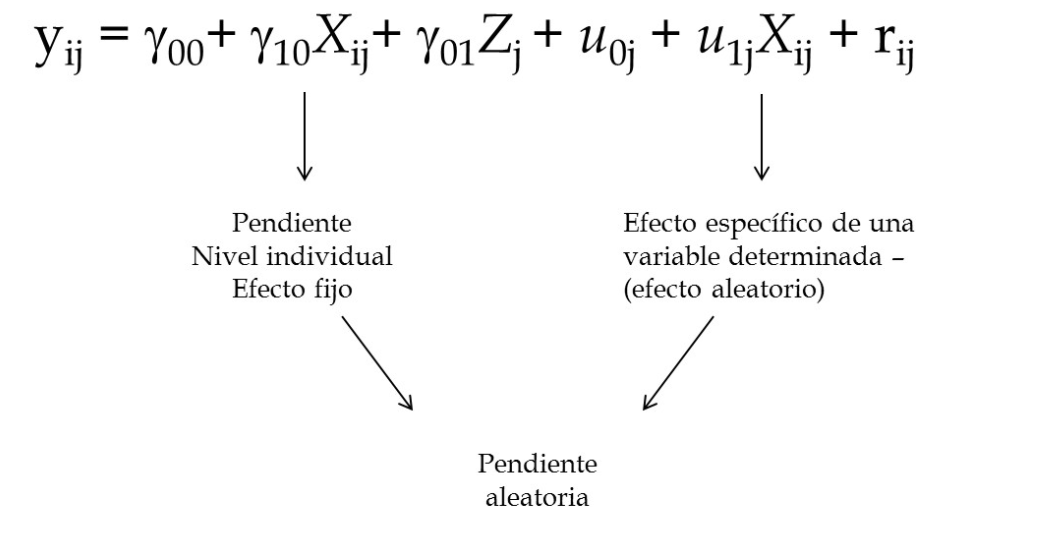 yij = γ00+ γ10Xij+ γ01Zj + u0j + u1jXij + rij
Pendiente
Nivel individual
Efecto fijo
Efecto específico de una
variable determinada –
(efecto aleatorio)
Pendiente
aleatoria